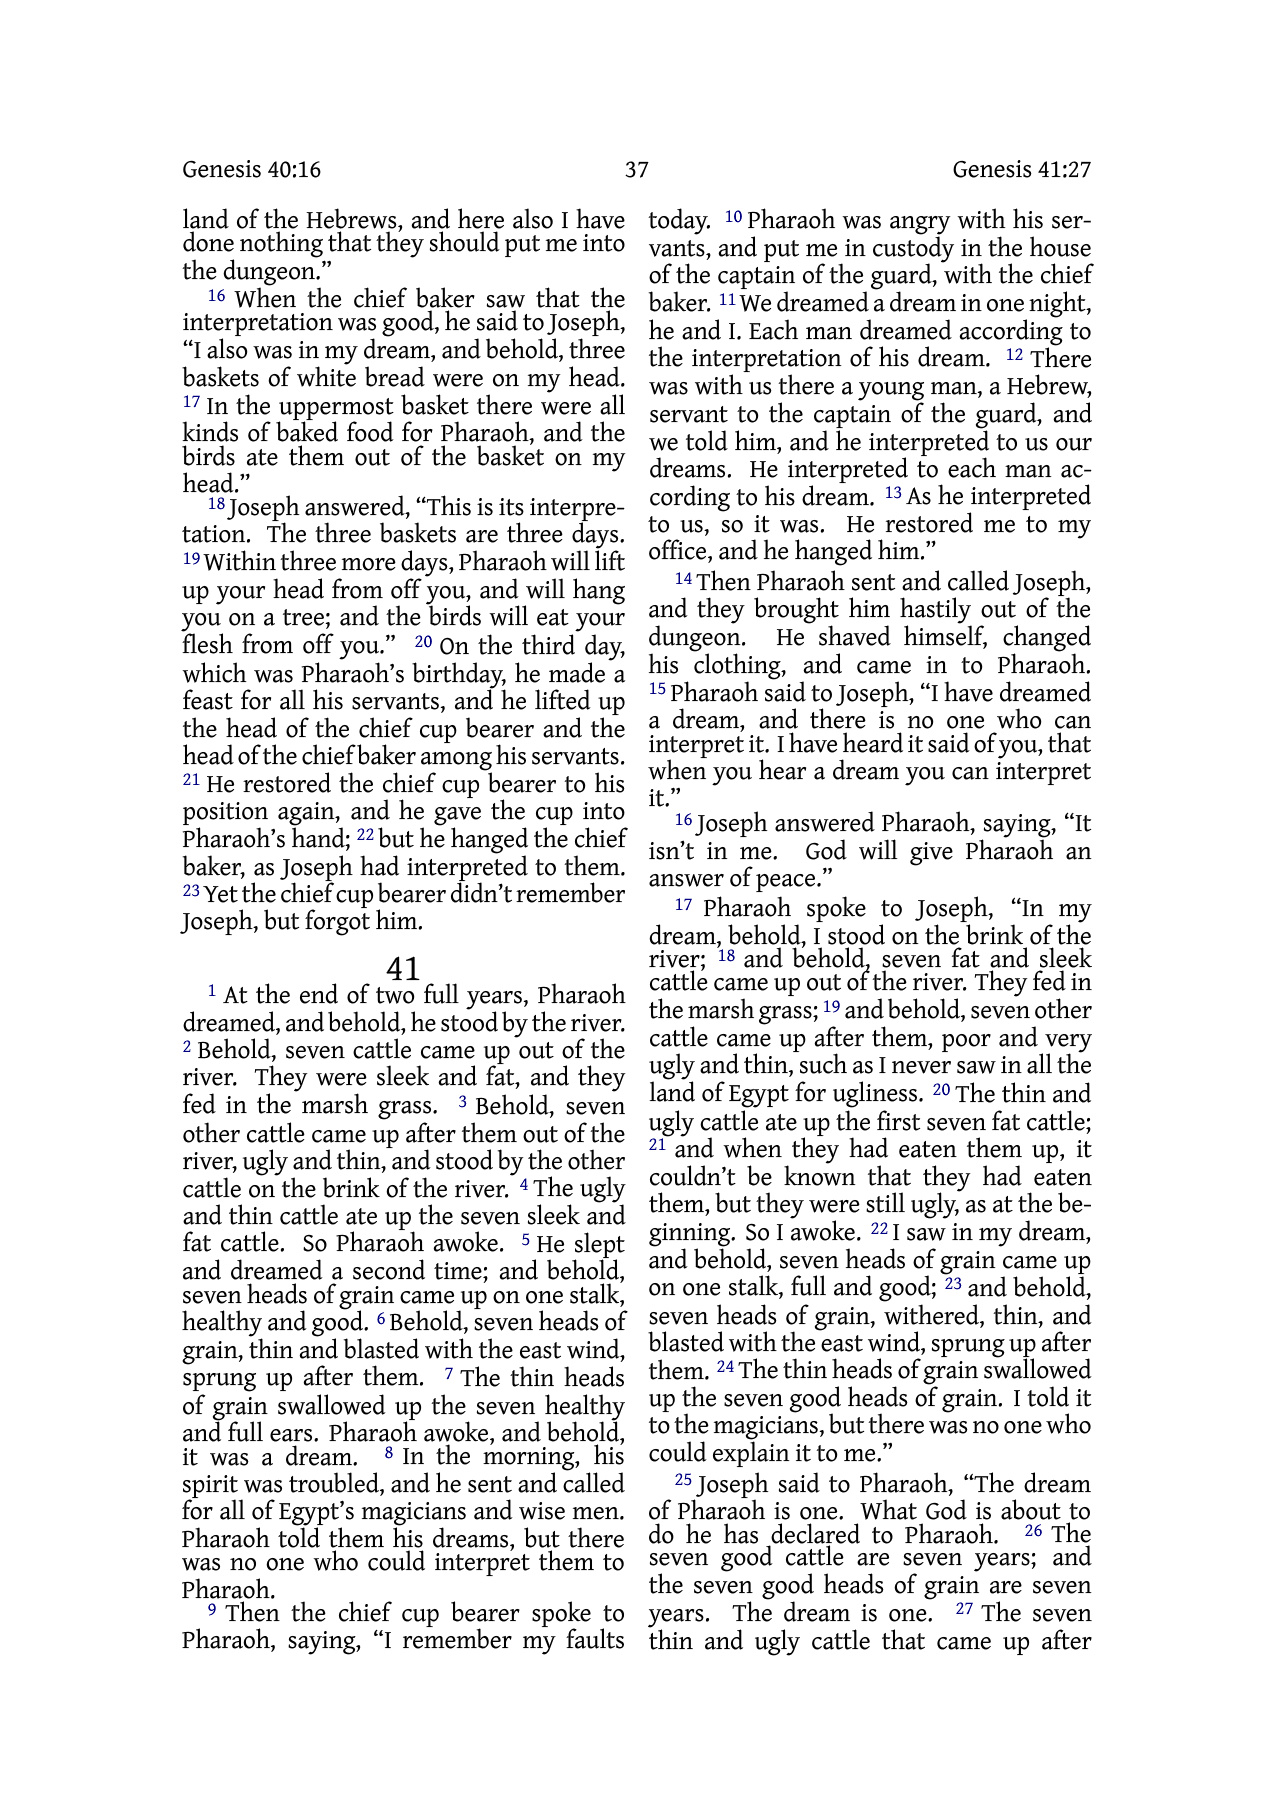 Genesis 40:16 37 Genesis 41:27
land of the Hebrews, and here also I have
done nothing that they should put me into
the dungeon.”
16 When the chief baker saw that the
interpretation was good, he said to Joseph,
“I also was in my dream, and behold, three
baskets of white bread were on my head.
17 In the uppermost basket there were all
kinds of baked food for Pharaoh, and the
birds ate them out of the basket on my
head.”
18 Joseph answered, “This is its interpre-
tation. The three baskets are three days.
19 Within three more days, Pharaoh will lift
up your head from off you, and will hang
you on a tree; and the birds will eat your
flesh from off you.” 20 On the third day,
which was Pharaoh’s birthday, he made a
feast for all his servants, and he lifted up
the head of the chief cup bearer and the
head of the chief baker among his servants.
21 He restored the chief cup bearer to his
position again, and he gave the cup into
Pharaoh’s hand; 22 but he hanged the chief
baker, as Joseph had interpreted to them.
23 Yet the chief cup bearer didn’t remember
Joseph, but forgot him.
41
1 At the end of two full years, Pharaoh
dreamed, and behold, he stood by the river.
2 Behold, seven cattle came up out of the
river. They were sleek and fat, and they
fed in the marsh grass. 3 Behold, seven
other cattle came up after them out of the
river, ugly and thin, and stood by the other
cattle on the brink of the river. 4 The ugly
and thin cattle ate up the seven sleek and
fat cattle. So Pharaoh awoke. 5 He slept
and dreamed a second time; and behold,
seven heads of grain came up on one stalk,
healthy and good. 6 Behold, seven heads of
grain, thin and blasted with the east wind,
sprung up after them. 7 The thin heads
of grain swallowed up the seven healthy
and full ears. Pharaoh awoke, and behold,
it was a dream. 8 In the morning, his
spirit was troubled, and he sent and called
for all of Egypt’s magicians and wise men.
Pharaoh told them his dreams, but there
was no one who could interpret them to
Pharaoh.
9 Then the chief cup bearer spoke to
Pharaoh, saying, “I remember my faults
today. 10 Pharaoh was angry with his ser-
vants, and put me in custody in the house
of the captain of the guard, with the chief
baker. 11 We dreamed a dream in one night,
he and I. Each man dreamed according to
the interpretation of his dream. 12 There
was with us there a young man, a Hebrew,
servant to the captain of the guard, and
we told him, and he interpreted to us our
dreams. He interpreted to each man ac-
cording to his dream. 13 As he interpreted
to us, so it was. He restored me to my
office, and he hanged him.”
14 Then Pharaoh sent and called Joseph,
and they brought him hastily out of the
dungeon. He shaved himself, changed
his clothing, and came in to Pharaoh.
15 Pharaoh said to Joseph, “I have dreamed
a dream, and there is no one who can
interpret it. I have heard it said of you, that
when you hear a dream you can interpret
it.”
16 Joseph answered Pharaoh, saying, “It
isn’t in me. God will give Pharaoh an
answer of peace.”
17 Pharaoh spoke to Joseph, “In my
dream, behold, I stood on the brink of the
river; 18 and behold, seven fat and sleek
cattle came up out of the river. They fed in
the marsh grass; 19 and behold, seven other
cattle came up after them, poor and very
ugly and thin, such as I never saw in all the
land of Egypt for ugliness. 20 The thin and
ugly cattle ate up the first seven fat cattle;
21 and when they had eaten them up, it
couldn’t be known that they had eaten
them, but they were still ugly, as at the be-
ginning. So I awoke. 22 I saw in my dream,
and behold, seven heads of grain came up
on one stalk, full and good; 23 and behold,
seven heads of grain, withered, thin, and
blasted with the east wind, sprung up after
them. 24 The thin heads of grain swallowed
up the seven good heads of grain. I told it
to the magicians, but there was no one who
could explain it to me.”
25 Joseph said to Pharaoh, “The dream
of Pharaoh is one. What God is about to
do he has declared to Pharaoh. 26 The
seven good cattle are seven years; and
the seven good heads of grain are seven
years. The dream is one. 27 The seven
thin and ugly cattle that came up after